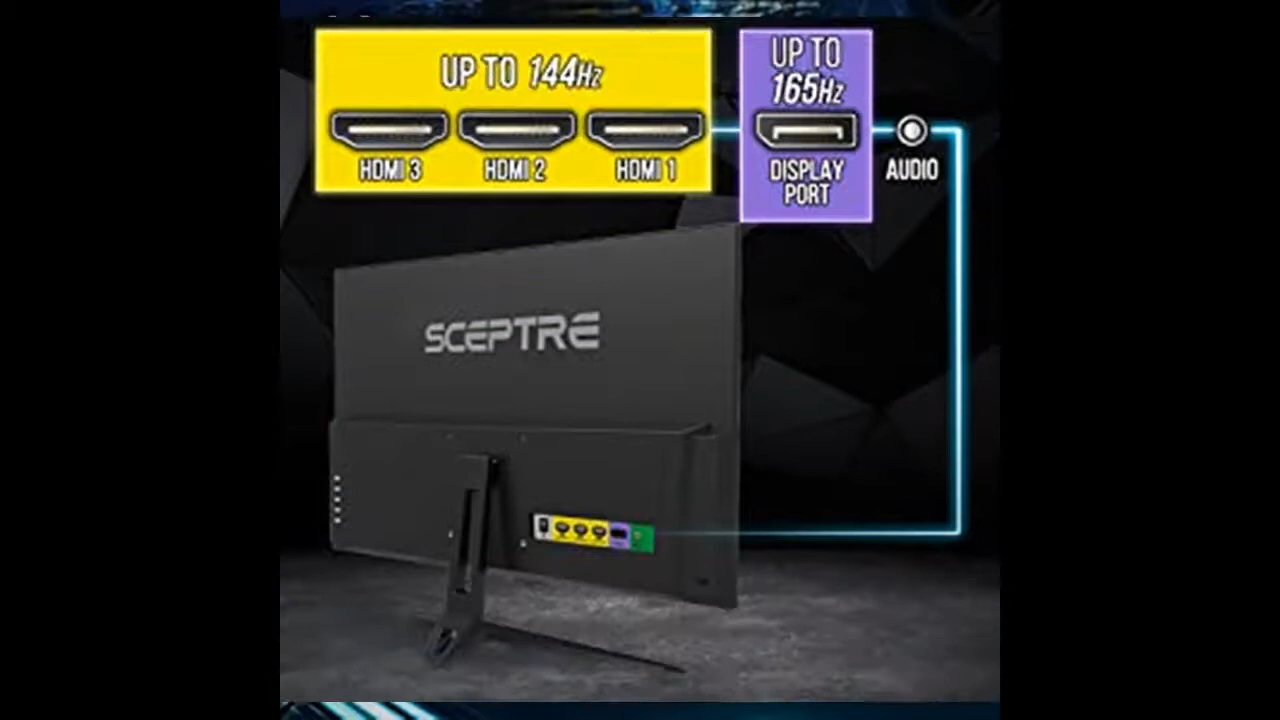 UP TO 144Hz
HDMI 3
HDMI 2
HDMI 1
UP TO
165Hz
DISPLAY
PORT
AUDIO
SCEPTRE